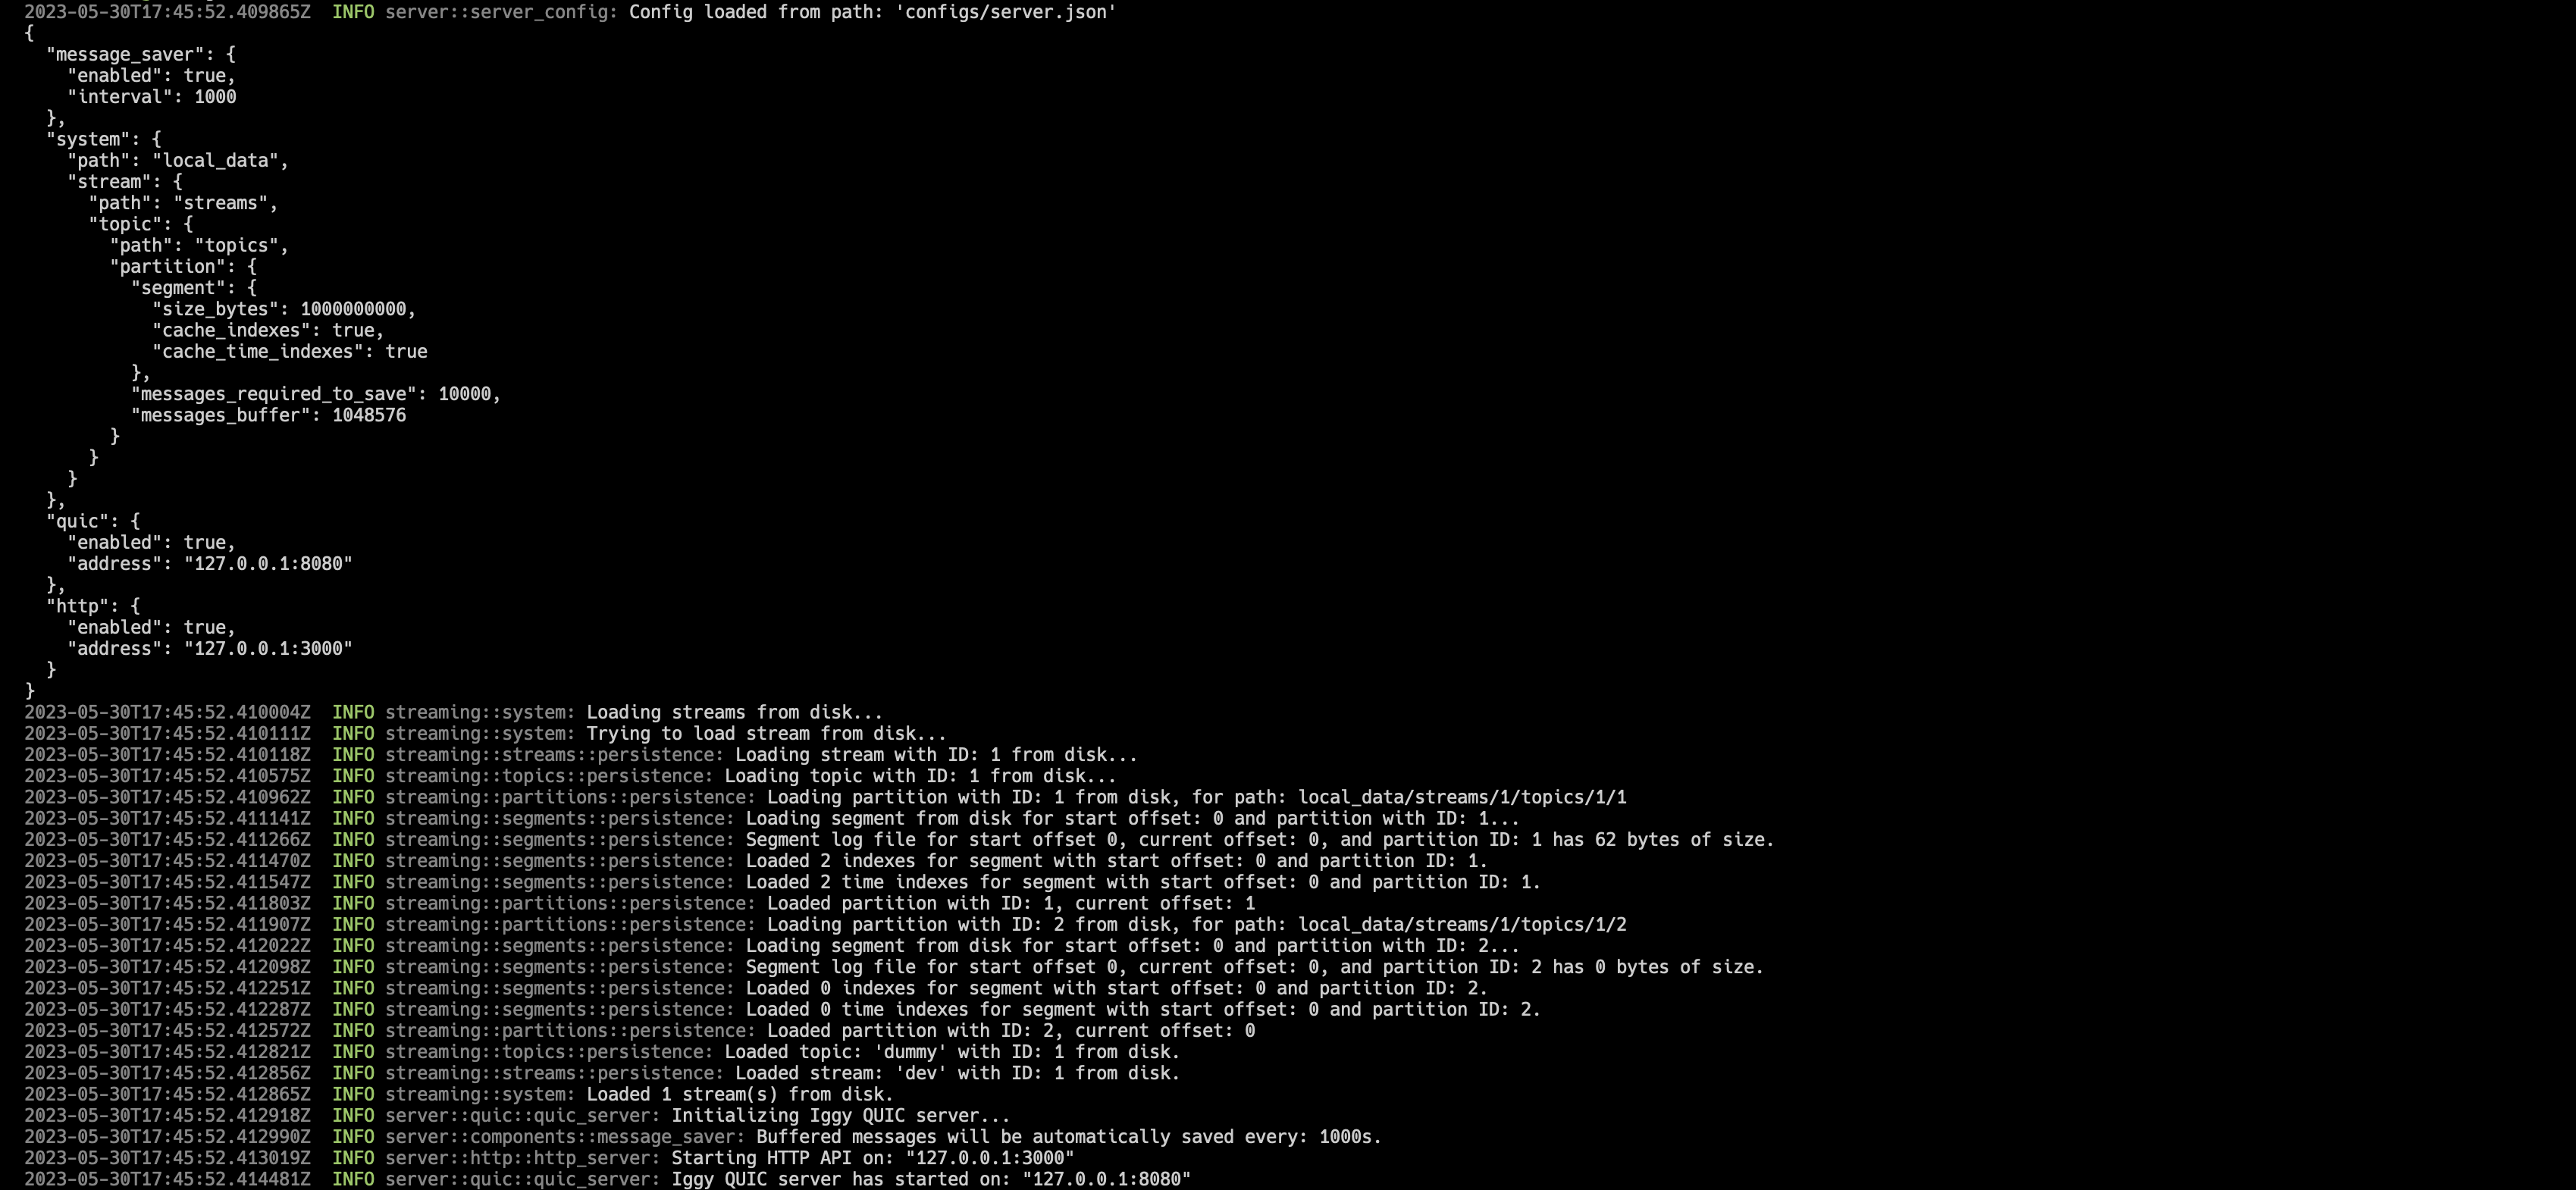 2023-05-30T17:45:52.409865Z  INFO server::server_config: Config loaded from path: 'configs/server.json'
{
  "message_saver": {
    "enabled": true,
    "interval": 1000
  },
  "system": {
    "path": "local_data",
    "stream": {
      "path": "streams",
      "topic": {
        "path": "topics",
        "partition": {
          "segment": {
            "size_bytes": 1000000000,
            "cache_indexes": true,
            "cache_time_indexes": true
          },
          "messages_required_to_save": 10000,
          "messages_buffer": 1048576
        }
      }
    }
  },
  "quic": {
    "enabled": true,
    "address": "127.0.0.1:8080"
  },
  "http": {
    "enabled": true,
    "address": "127.0.0.1:3000"
  }
}
2023-05-30T17:45:52.410004Z  INFO streaming::system: Loading streams from disk...
2023-05-30T17:45:52.410111Z  INFO streaming::system: Trying to load stream from disk...
2023-05-30T17:45:52.410118Z  INFO streaming::streams::persistence: Loading stream with ID: 1 from disk...
2023-05-30T17:45:52.410575Z  INFO streaming::topics::persistence: Loading topic with ID: 1 from disk...
2023-05-30T17:45:52.410962Z  INFO streaming::partitions::persistence: Loading partition with ID: 1 from disk, for path: local_data/streams/1/topics/1/1
2023-05-30T17:45:52.411141Z  INFO streaming::segments::persistence: Loading segment from disk for start offset: 0 and partition with ID: 1...
2023-05-30T17:45:52.411266Z  INFO streaming::segments::persistence: Segment log file for start offset 0, current offset: 0, and partition ID: 1 has 62 bytes of size.
2023-05-30T17:45:52.411470Z  INFO streaming::segments::persistence: Loaded 2 indexes for segment with start offset: 0 and partition ID: 1.
2023-05-30T17:45:52.411547Z  INFO streaming::segments::persistence: Loaded 2 time indexes for segment with start offset: 0 and partition ID: 1.
2023-05-30T17:45:52.411803Z  INFO streaming::partitions::persistence: Loaded partition with ID: 1, current offset: 1
2023-05-30T17:45:52.411907Z  INFO streaming::partitions::persistence: Loading partition with ID: 2 from disk, for path: local_data/streams/1/topics/1/2
2023-05-30T17:45:52.412022Z  INFO streaming::segments::persistence: Loading segment from disk for start offset: 0 and partition with ID: 2...
2023-05-30T17:45:52.412098Z  INFO streaming::segments::persistence: Segment log file for start offset 0, current offset: 0, and partition ID: 2 has 0 bytes of size.
2023-05-30T17:45:52.412251Z  INFO streaming::segments::persistence: Loaded 0 indexes for segment with start offset: 0 and partition ID: 2.
2023-05-30T17:45:52.412287Z  INFO streaming::segments::persistence: Loaded 0 time indexes for segment with start offset: 0 and partition ID: 2.
2023-05-30T17:45:52.412572Z  INFO streaming::partitions::persistence: Loaded partition with ID: 2, current offset: 0
2023-05-30T17:45:52.412821Z  INFO streaming::topics::persistence: Loaded topic: 'dummy' with ID: 1 from disk.
2023-05-30T17:45:52.412856Z  INFO streaming::streams::persistence: Loaded stream: 'dev' with ID: 1 from disk.
2023-05-30T17:45:52.412865Z  INFO streaming::system: Loaded 1 stream(s) from disk.
2023-05-30T17:45:52.412918Z  INFO server::quic::quic_server: Initializing Iggy QUIC server...
2023-05-30T17:45:52.412990Z  INFO server::components::message_saver: Buffered messages will be automatically saved every: 1000s.
2023-05-30T17:45:52.413019Z  INFO server::http::http_server: Starting HTTP API on: "127.0.0.1:3000"
2023-05-30T17:45:52.414481Z  INFO server::quic::quic_server: Iggy QUIC server has started on: "127.0.0.1:8080"